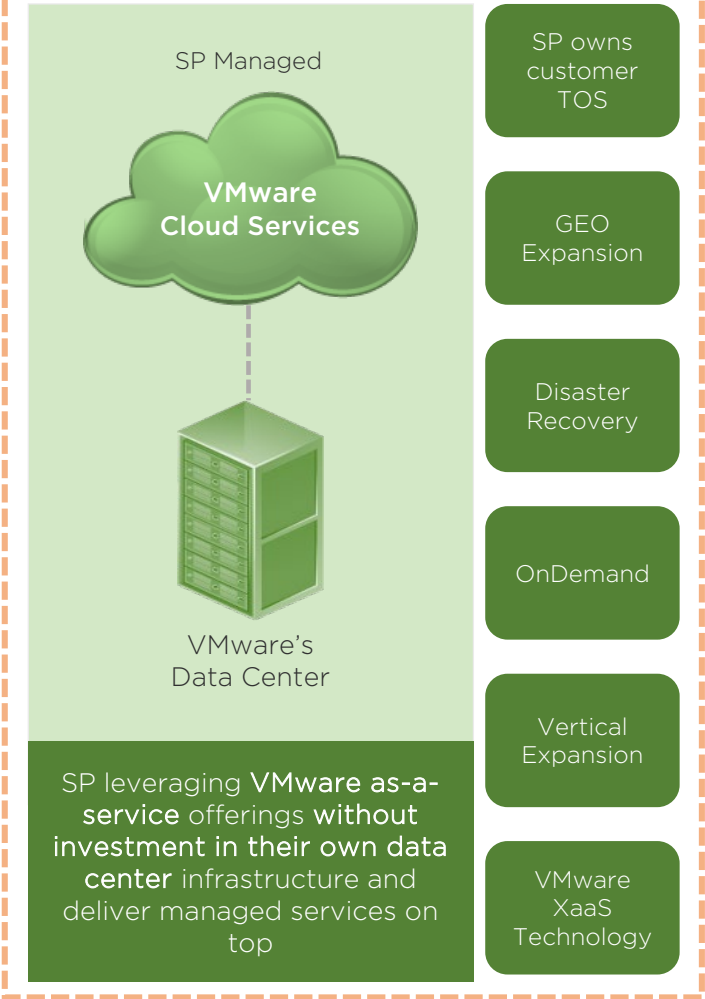 SP Managed
VMware
Cloud Services
VMware’s
Data Center
SP leveraging VMware as-a-
service offerings without
investment in their own data
center infrastructure and
deliver managed services on
top
SP owns
customer
TOS
GEO
Expansion
Disaster
Recovery
OnDemand
Vertical
Expansion
VMware
XaaS
Technology